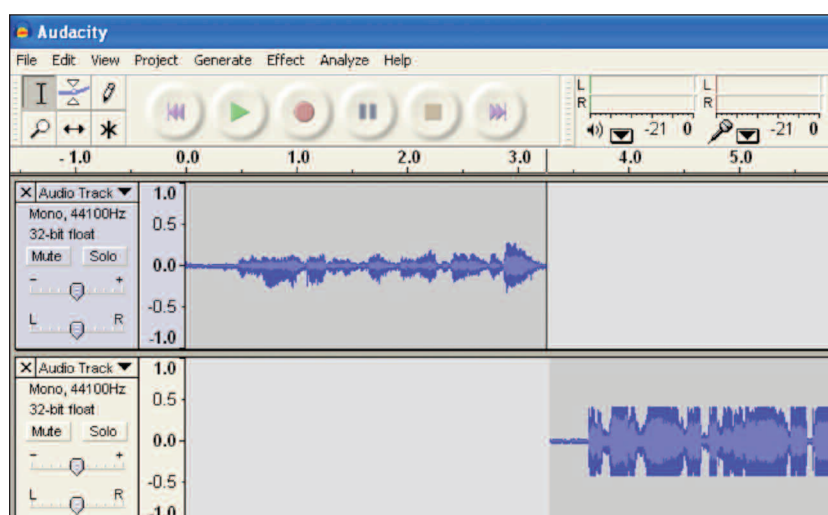 Audacity
File Edit View Project Generate Effect Analyze Help
L
R
-21 0
L
R
-21 0
- 1.0 0.0 1.0 2.0 3.0 4.0 5.0
X Audio Track
Mono, 44100Hz
32-bit float
Mute Solo
- +
L R
1.0
0.5
0.0
-0.5
-1.0
X Audio Track
Mono, 44100Hz
32-bit float
Mute Solo
- +
L R
1.0
0.5
0.0
-0.5
-1.0